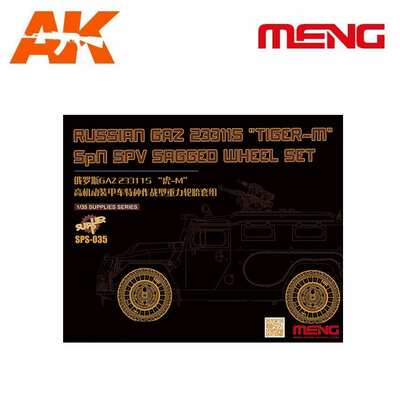 AK
MENG
RUSSIAN GAZ 233115 "TIGER-M"
SpN SPV SAGGED WHEEL SET
俄罗斯GAZ 233115 “虎-M”
高机动装甲车特种作战型重力轮胎套组
1/35 SUPPLIES SERIES
SUPPLIES
SPS-035
MENG